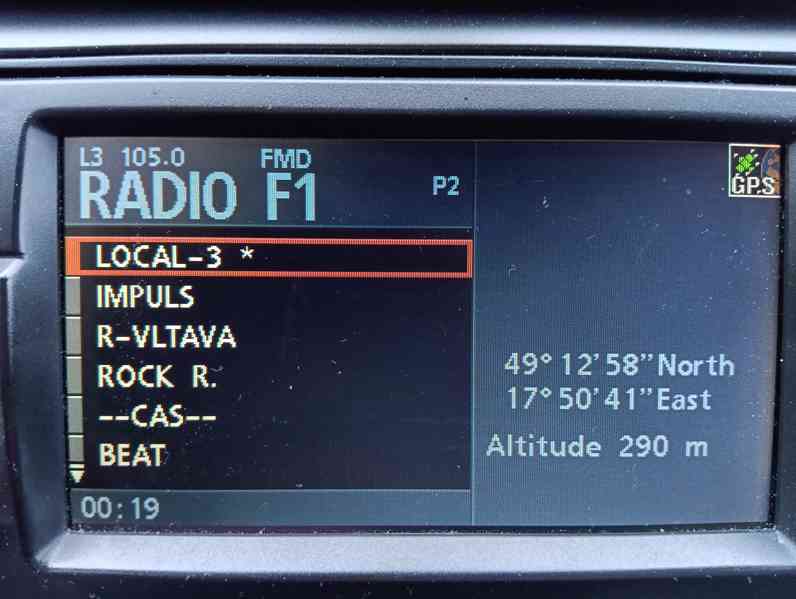 L3 105.0 FMD
RADIO F1 P2
GPS
LOCAL-3 *
IMPULS
R-VLTAVA
ROCK R.
--CAS--
BEAT
00:19
49° 12'58"North
17° 50'41"East
Altitude 290 m